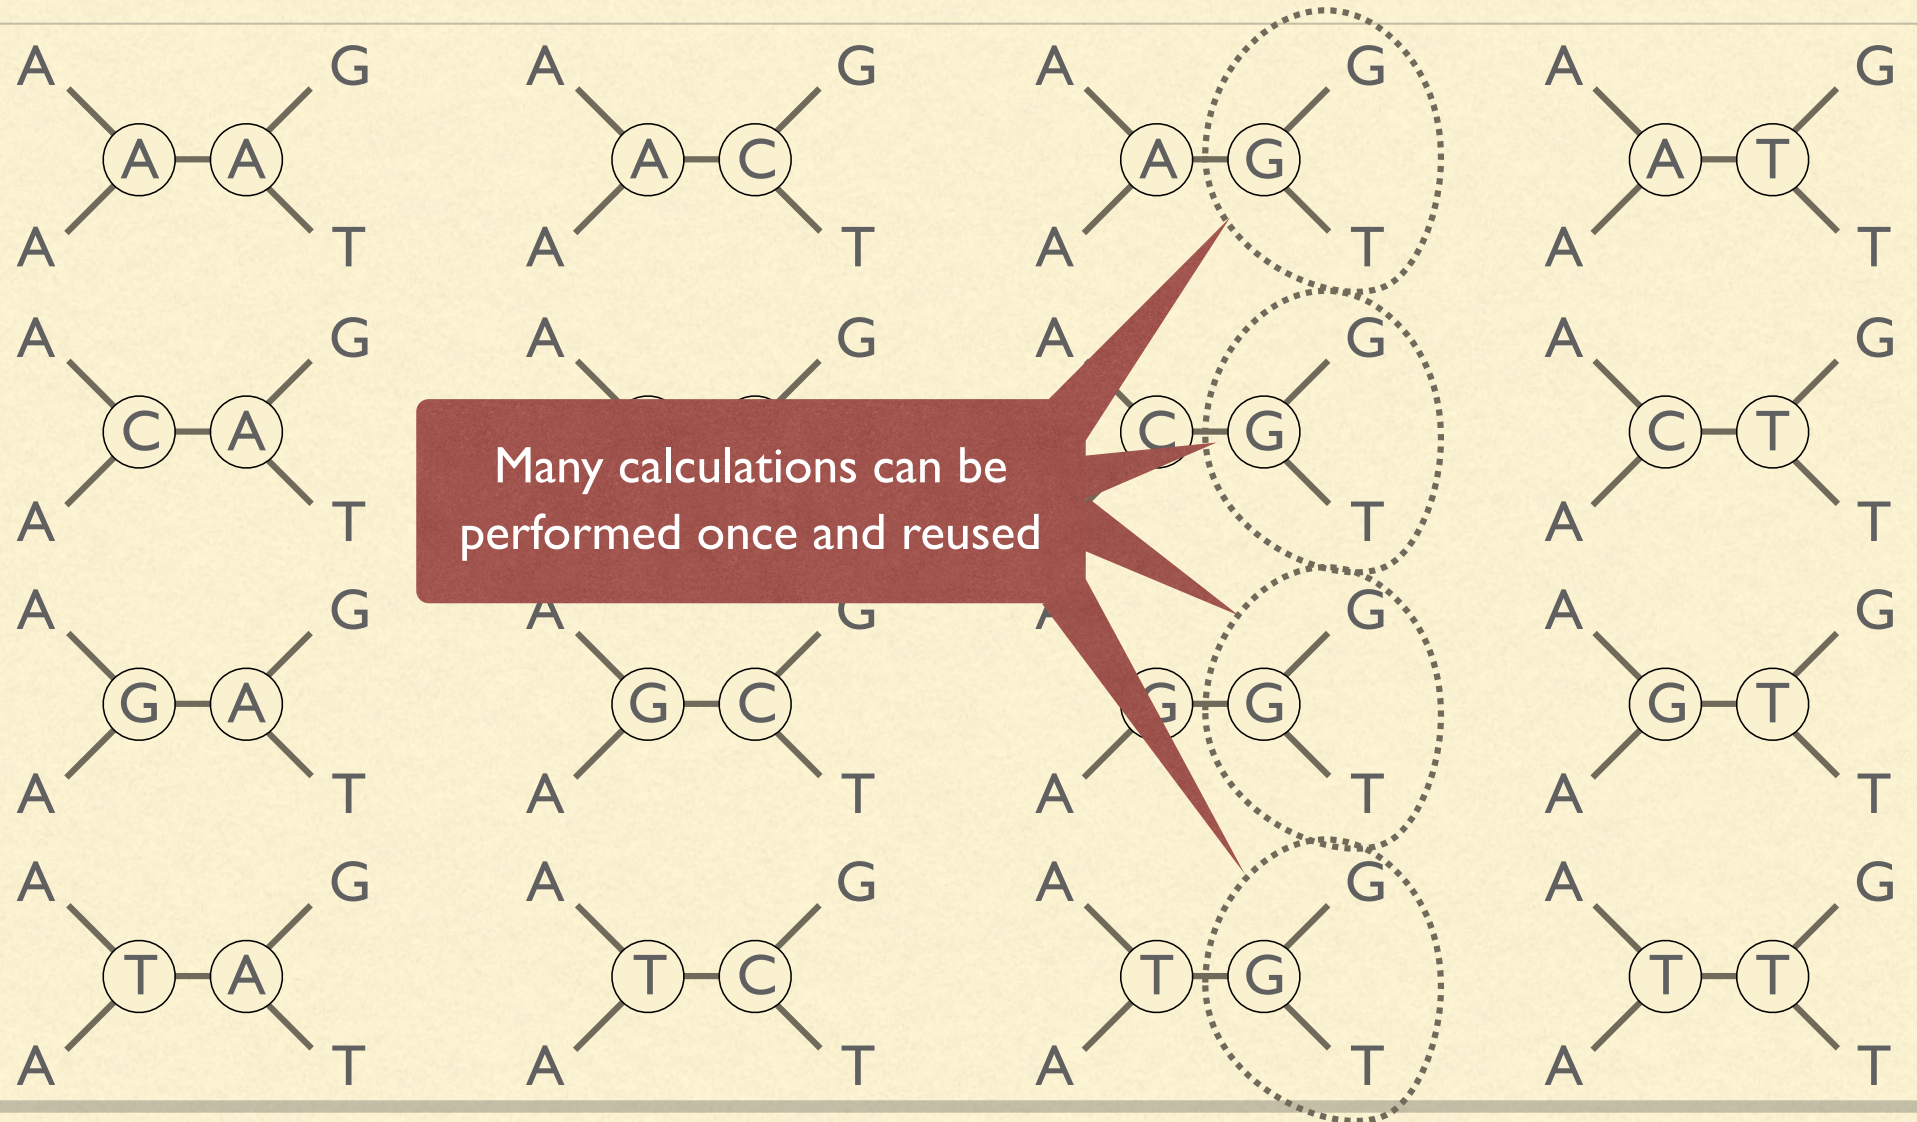 A G A G A G A G
A A A C A G A T
A T A T A T A T
A G A G A G A G
C A C G C T
Many calculations can be
A T T A T
performed once and reused
A G A G A G A G
G A G C G G G T
A T A T A T A T
A G A G A G A G
T A T C T G T T
A T A T A T A T